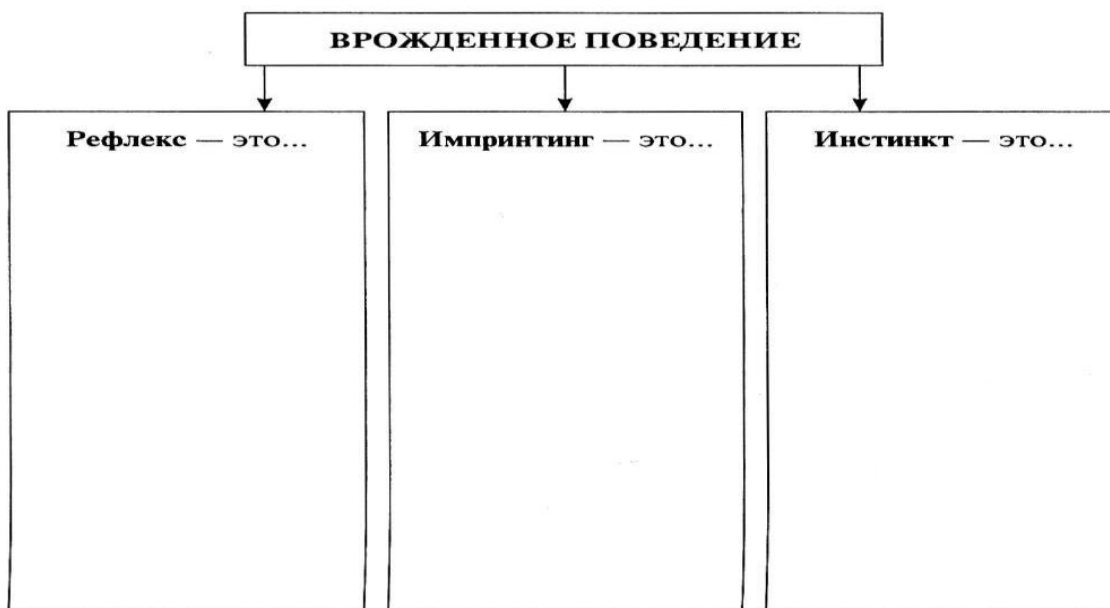 ВРОЖДЕННОЕ ПОВЕДЕНИЕ
Рефлекс — это...
Импринтинг — это...
Инстинкт — это...